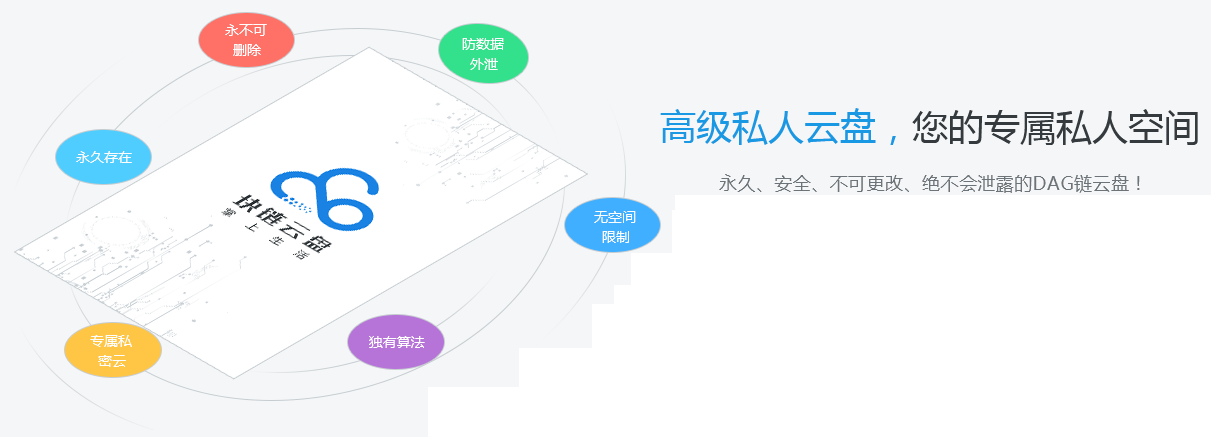 永不可
删除
防数据
外泄
永久存在
高级私人云盘，您的专属私人空间
永久、安全、不可更改、绝不会泄露的DAG链云盘！
块链云盘
掌上生活
无空间
限制
专属私
密云
独有算法